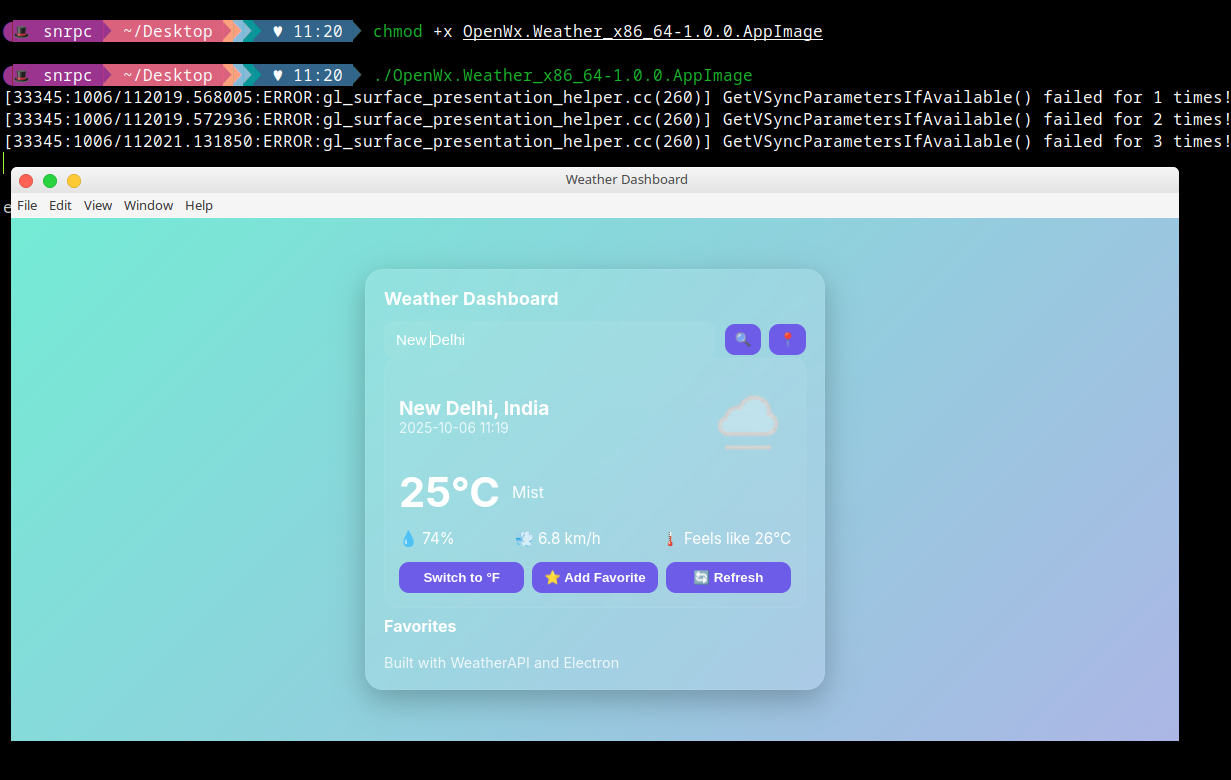 snrpc ~/Desktop ♥ 11:20 chmod +x OpenWx.Weather_x86_64-1.0.0.AppImage
snrpc ~/Desktop ♥ 11:20 ./OpenWx.Weather_x86_64-1.0.0.AppImage
[33345:1006/112019.568005:ERROR:gl_surface_presentation_helper.cc(260)] GetVSyncParametersIfAvailable() failed for 1 times!
[33345:1006/112019.572936:ERROR:gl_surface_presentation_helper.cc(260)] GetVSyncParametersIfAvailable() failed for 2 times!
[33345:1006/112021.131850:ERROR:gl_surface_presentation_helper.cc(260)] GetVSyncParametersIfAvailable() failed for 3 times!
Weather Dashboard
File Edit View Window Help
Weather Dashboard
New Delhi
New Delhi, India
2025-10-06 11:19
25°C Mist
💧 74% 💨 6.8 km/h 🌡️ Feels like 26°C
Switch to °F ⭐ Add Favorite 🔄 Refresh
Favorites
Built with WeatherAPI and Electron